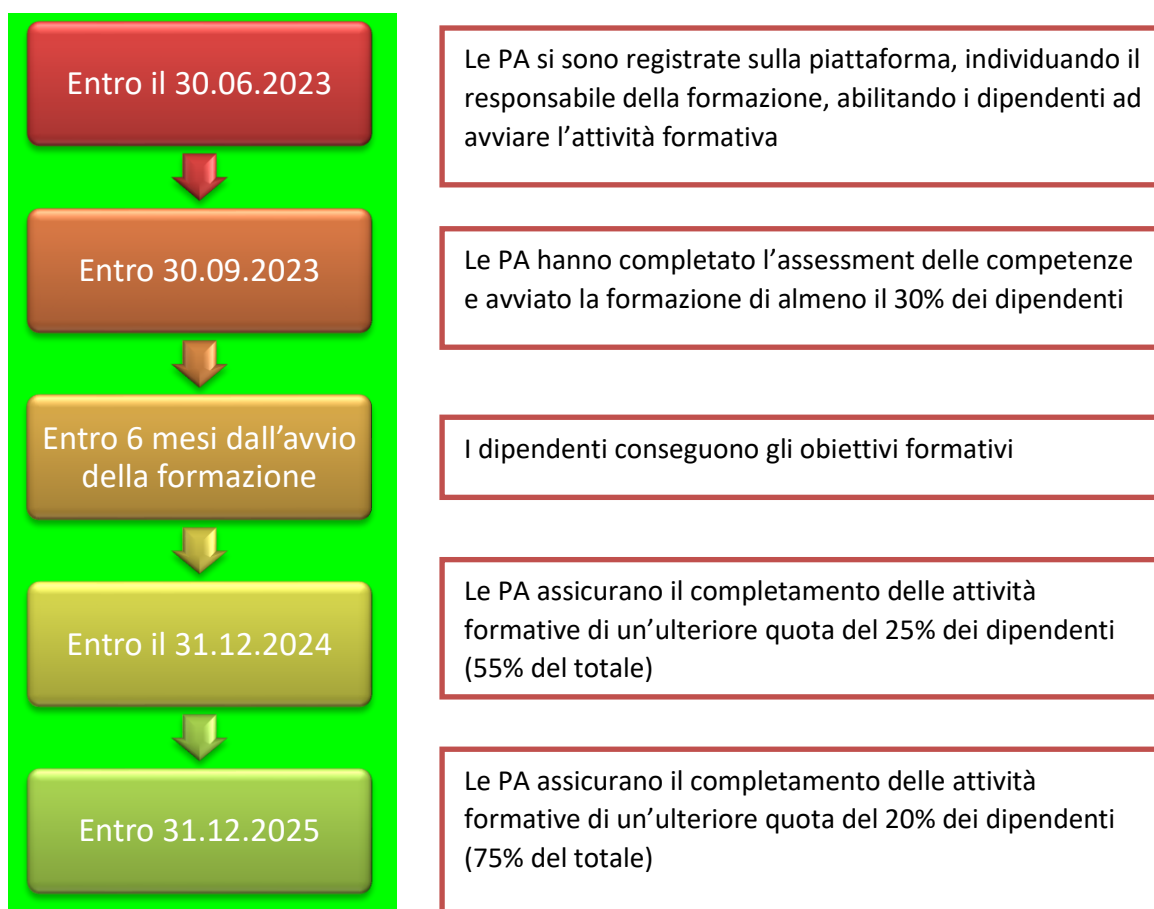 Entro il 30.06.2023
Le PA si sono registrate sulla piattaforma, individuando il
responsabile della formazione, abilitando i dipendenti ad
avviare l’attività formativa
Entro 30.09.2023
Le PA hanno completato l’assessment delle competenze
e avviato la formazione di almeno il 30% dei dipendenti
Entro 6 mesi dall’avvio
della formazione
I dipendenti conseguono gli obiettivi formativi
Entro il 31.12.2024
Le PA assicurano il completamento delle attività
formative di un’ulteriore quota del 25% dei dipendenti
(55% del totale)
Entro 31.12.2025
Le PA assicurano il completamento delle attività
formative di un’ulteriore quota del 20% dei dipendenti
(75% del totale)